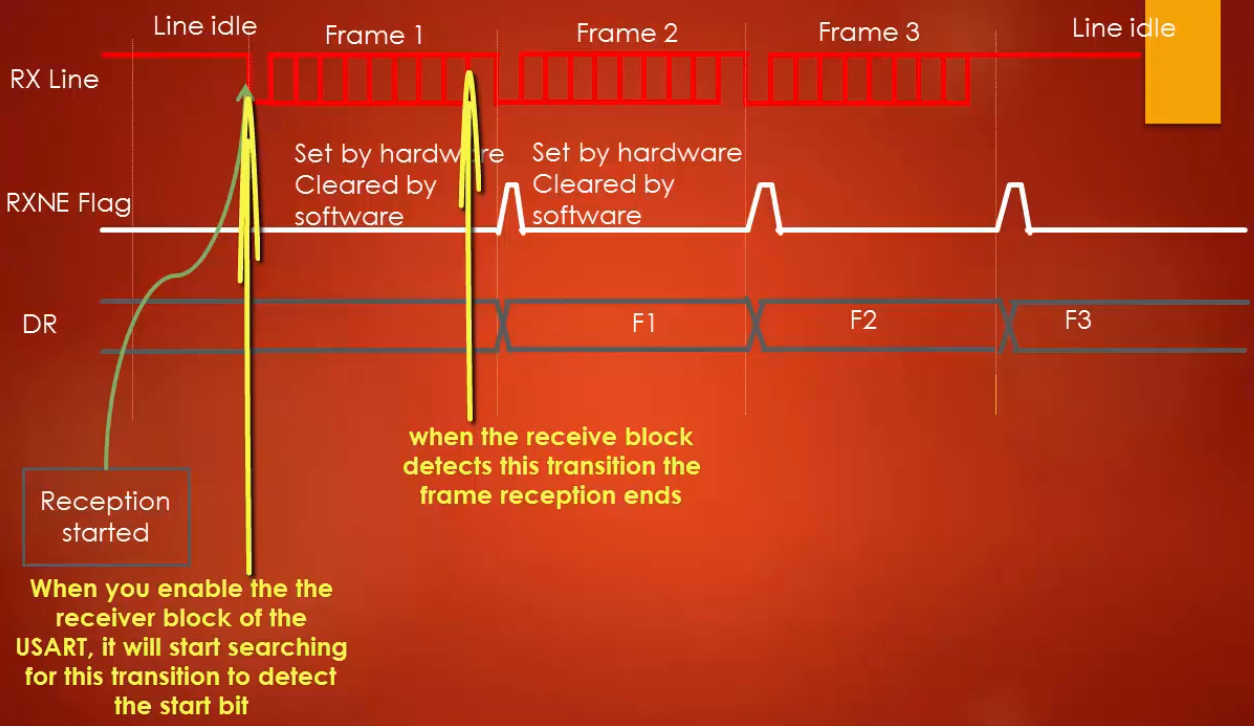 Line idle
Frame 1
Frame 2
Frame 3
Line idle
RX Line
Set by hardware
Cleared by
software
Set by hardware
Cleared by
software
RXNE Flag
DR
F1
F2
F3
when the receive block
detects this transition the
frame reception ends
Reception
started
When you enable the the
receiver block of the
USART, it will start searching
for this transition to detect
the start bit